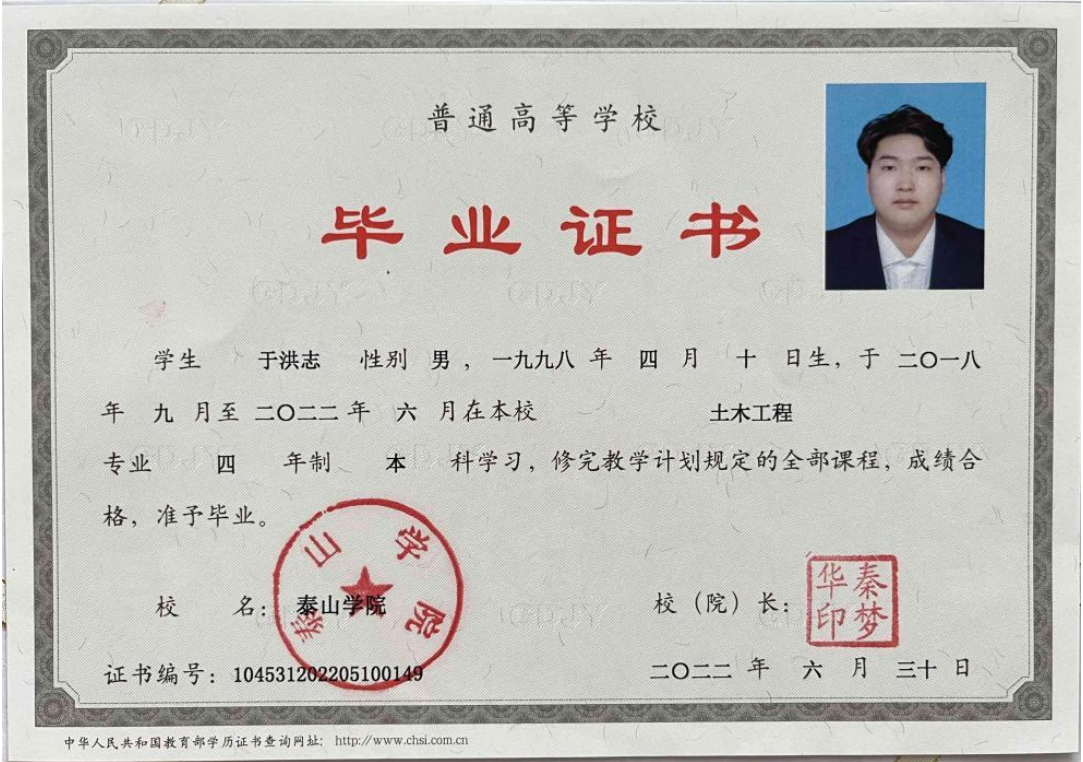 普通高等学校
毕业证书
学生 于洪志 性别 男 ，一九九八 年 四 月 十 日生，于 二〇一八
年 九 月至 二〇二二 年 六 月在本校 土木工程
专业 四 年制 本 科学习，修完教学计划规定的全部课程，成绩合
格，准予毕业。
泰山学院
校 名：泰山学院
校（院）长：
秦梦华印
证书编号：104531202205100149
二〇二二 年 六 月 三十 日
中华人民共和国教育部学历证书查询网址：http://www.chsi.com.cn